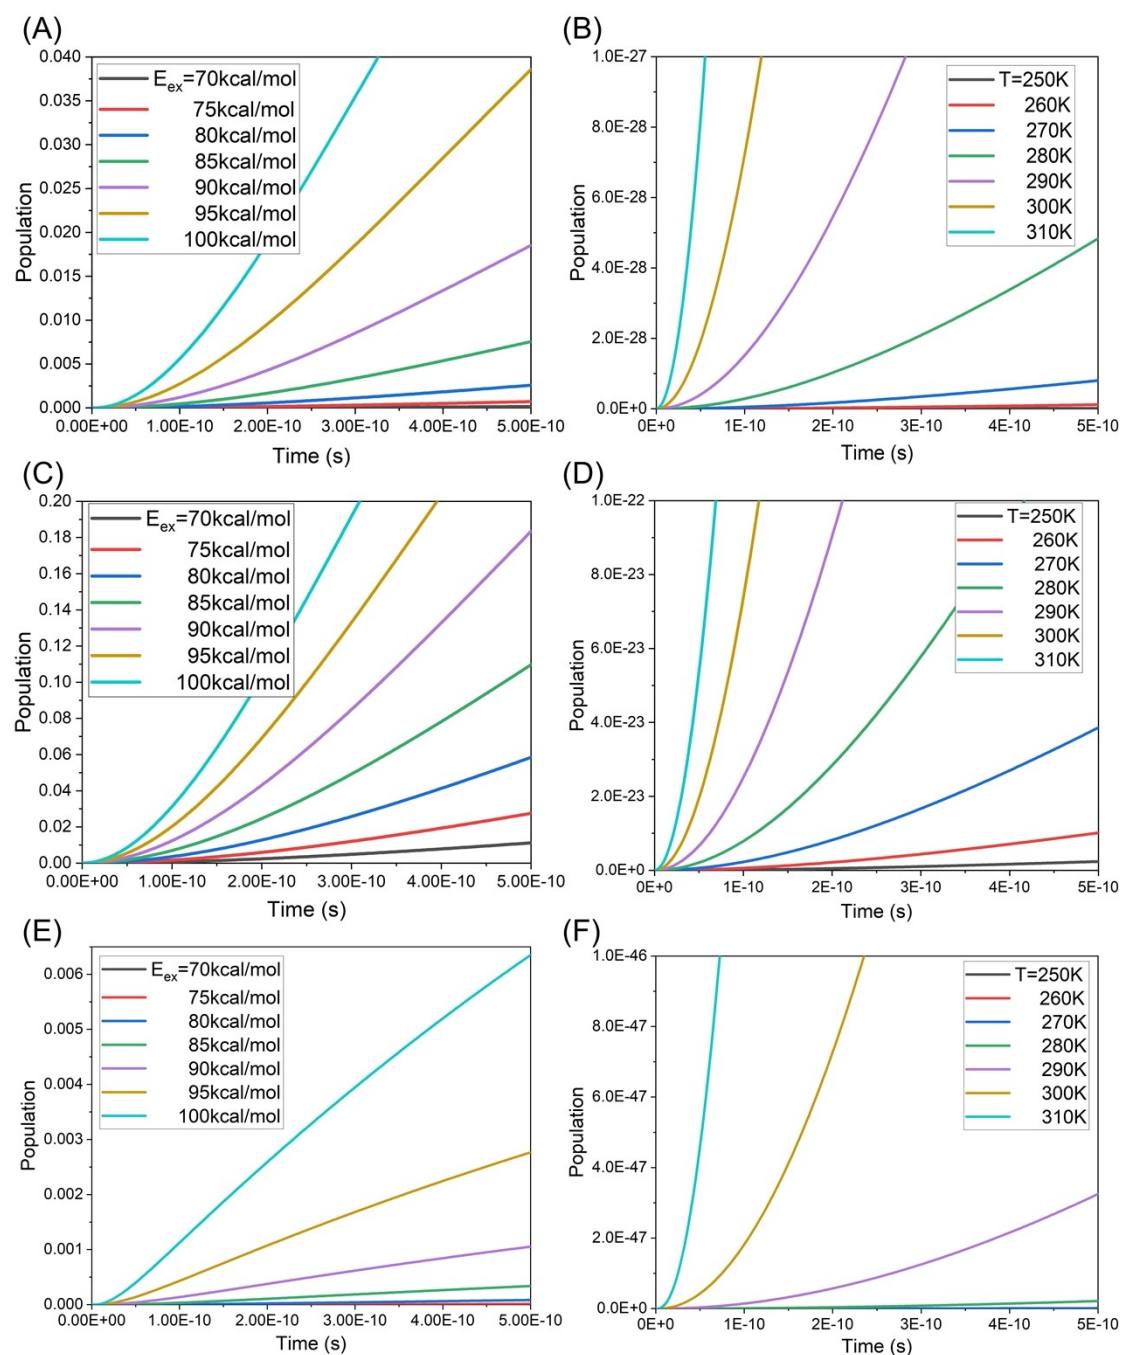 (A)
0.040
0.035
0.030
0.025
0.020
0.015
0.010
0.005
0.000
Population
Eex=70kcal/mol
75kcal/mol
80kcal/mol
85kcal/mol
90kcal/mol
95kcal/mol
100kcal/mol
0.00E+00 1.00E-10 2.00E-10 3.00E-10 4.00E-10 5.00E-10
Time (s)
(B)
1.0E-27
8.0E-28
6.0E-28
4.0E-28
2.0E-28
0.0E+0
Population
T=250K
260K
270K
280K
290K
300K
310K
0E+0 1E-10 2E-10 3E-10 4E-10 5E-10
Time (s)
(C)
0.20
0.18
0.16
0.14
0.12
0.10
0.08
0.06
0.04
0.02
0.00
Population
Eex=70kcal/mol
75kcal/mol
80kcal/mol
85kcal/mol
90kcal/mol
95kcal/mol
100kcal/mol
0.00E+00 1.00E-10 2.00E-10 3.00E-10 4.00E-10 5.00E-10
Time (s)
(D)
1.0E-22
8.0E-23
6.0E-23
4.0E-23
2.0E-23
0.0E+0
Population
T=250K
260K
270K
280K
290K
300K
310K
0E+0 1E-10 2E-10 3E-10 4E-10 5E-10
Time (s)
(E)
0.006
0.005
0.004
0.003
0.002
0.001
0.000
Population
Eex=70kcal/mol
75kcal/mol
80kcal/mol
85kcal/mol
90kcal/mol
95kcal/mol
100kcal/mol
0.00E+00 1.00E-10 2.00E-10 3.00E-10 4.00E-10 5.00E-10
Time (s)
(F)
1.0E-46
8.0E-47
6.0E-47
4.0E-47
2.0E-47
0.0E+0
Population
T=250K
260K
270K
280K
290K
300K
310K
0E+0 1E-10 2E-10 3E-10 4E-10 5E-10
Time (s)